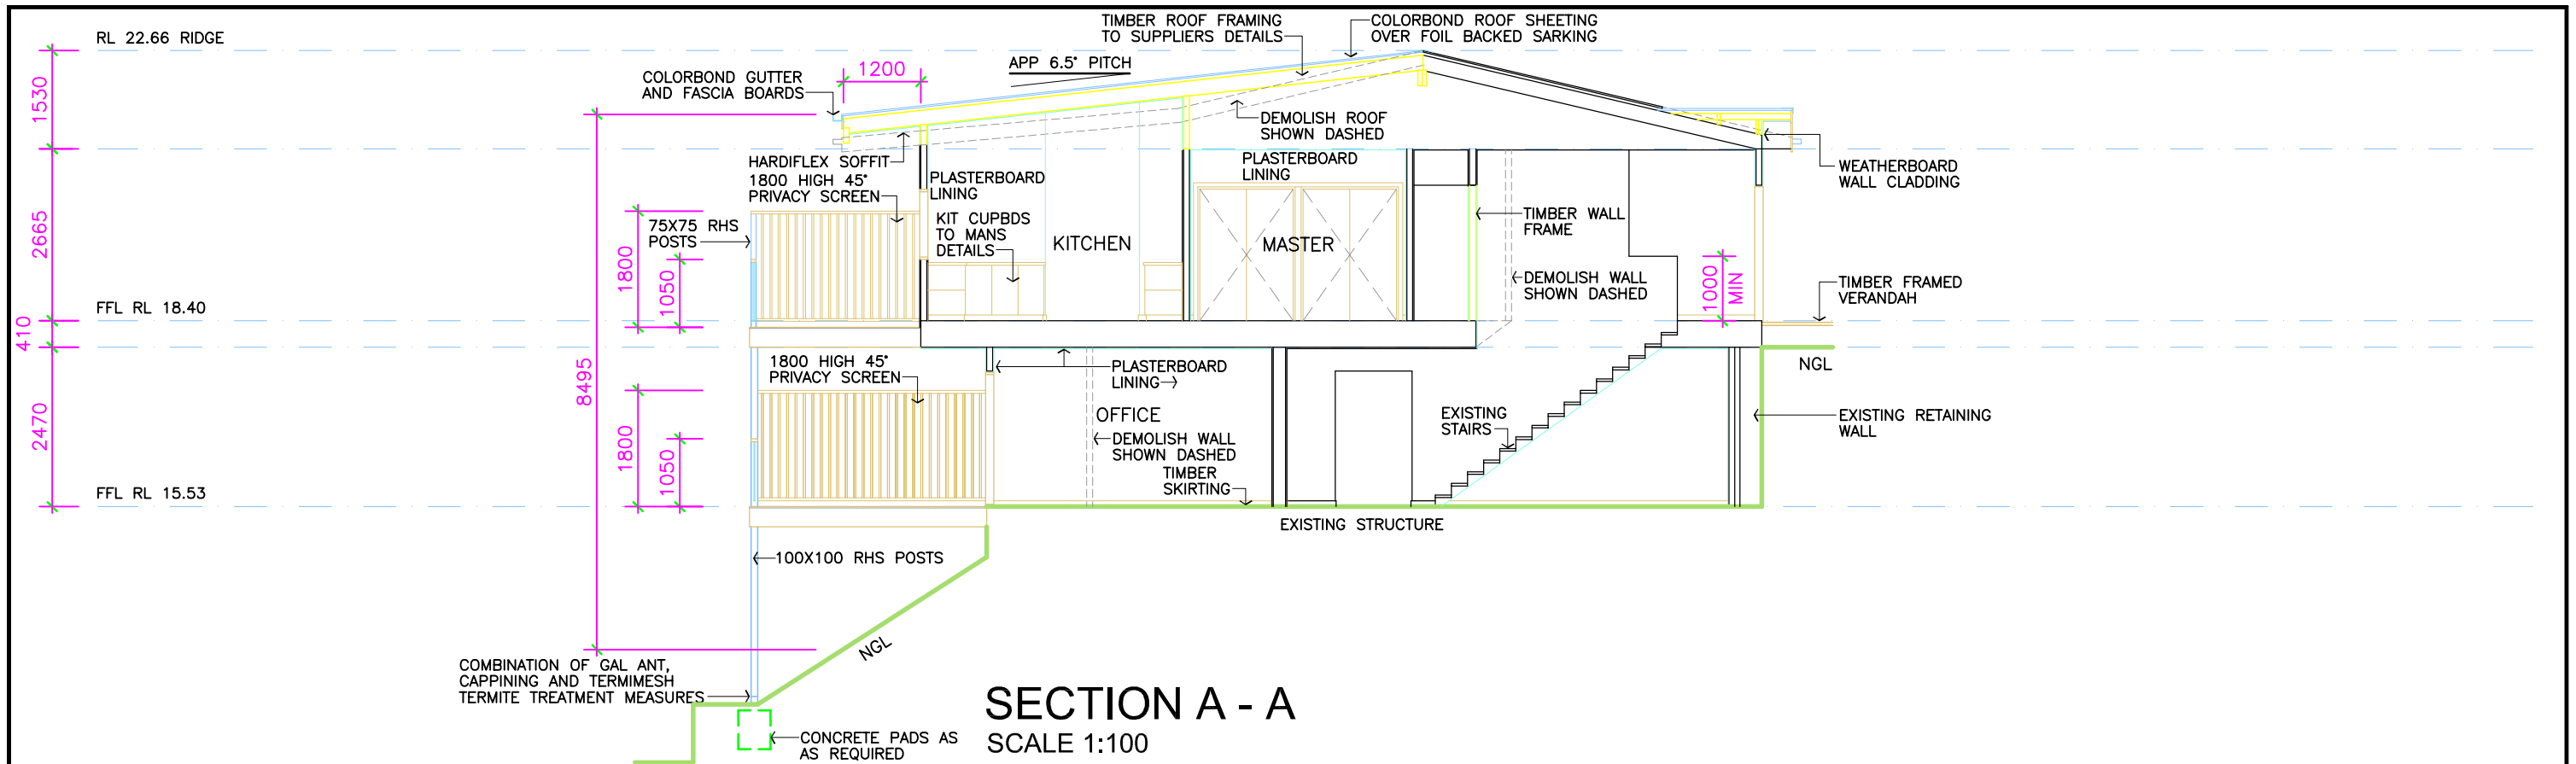 TIMBER ROOF FRAMING
TO SUPPLIERS DETAILS
COLORBOND ROOF SHEETING
OVER FOIL BACKED SARKING
RL 22.66 RIDGE
APP 6.5° PITCH
1200
COLORBOND GUTTER
AND FASCIA BOARDS
1530
DEMOLISH ROOF
SHOWN DASHED
HARDIFLEX SOFFIT
1800 HIGH 45°
PRIVACY SCREEN
PLASTERBOARD
LINING
PLASTERBOARD
LINING
WEATHERBOARD
WALL CLADDING
2665
75X75 RHS
POSTS
KIT CUPBDS
TO MANS
DETAILS
KITCHEN
MASTER
TIMBER WALL
FRAME
1800
1050
DEMOLISH WALL
SHOWN DASHED
1000
MIN
TIMBER FRAMED
VERANDAH
FFL RL 18.40
410
8495
1800 HIGH 45°
PRIVACY SCREEN
PLASTERBOARD
LINING
NGL
2470
OFFICE
EXISTING
STAIRS
EXISTING RETAINING
WALL
1800
1050
DEMOLISH WALL
SHOWN DASHED
TIMBER
SKIRTING
FFL RL 15.53
EXISTING STRUCTURE
100X100 RHS POSTS
NGL
COMBINATION OF GAL ANT,
CAPPINING AND TERMIMESH
TERMITE TREATMENT MEASURES
CONCRETE PADS AS
AS REQUIRED
SECTION A - A
SCALE 1:100